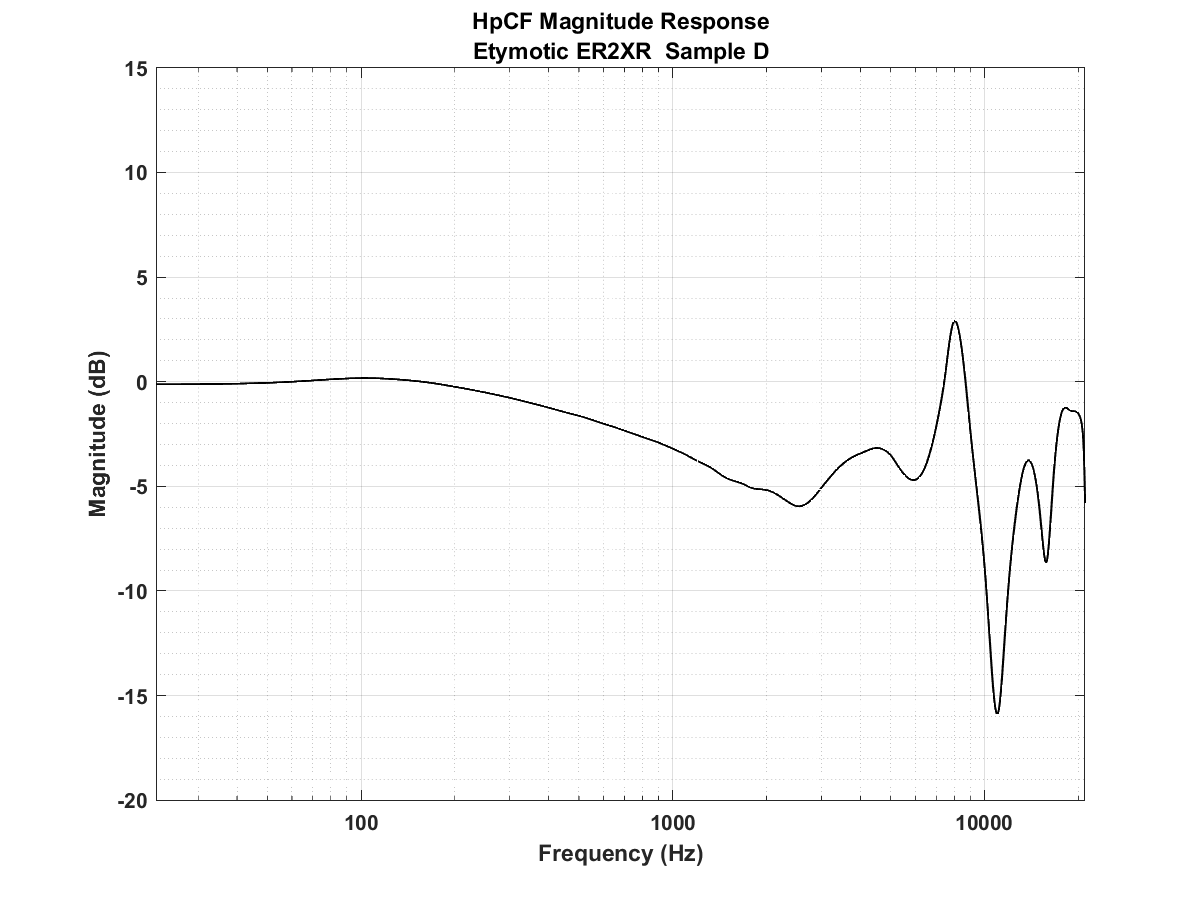 HpCF Magnitude Response
Etymotic ER2XR  Sample D
15
10
5
0
-5
-10
-15
-20
Magnitude (dB)
100
1000
10000
Frequency (Hz)